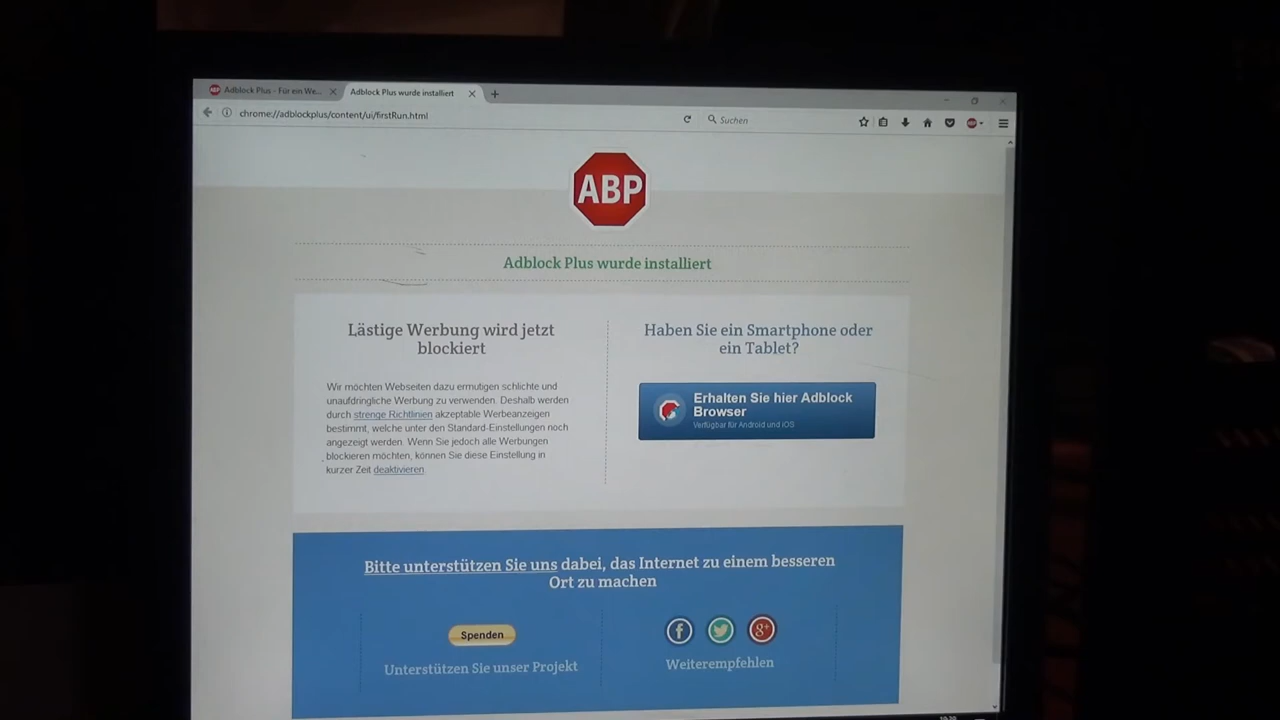 Adblock Plus - Für ein We...
Adblock Plus wurde installiert
chrome://adblockplus/content/ui/firstRun.html
Suchen
ABP
Adblock Plus wurde installiert
Lästige Werbung wird jetzt
blockiert
Wir möchten Webseiten dazu ermutigen schlichte und
unaufdringliche Werbung zu verwenden. Deshalb werden
durch strenge Richtlinien akzeptable Werbeanzeigen
bestimmt, welche unter den Standard-Einstellungen noch
angezeigt werden. Wenn Sie jedoch alle Werbungen
blockieren möchten, können Sie diese Einstellung in
kurzer Zeit deaktivieren.
Haben Sie ein Smartphone oder
ein Tablet?
Erhalten Sie hier Adblock
Browser
Verfügbar für Android und iOS
Bitte unterstützen Sie uns dabei, das Internet zu einem besseren
Ort zu machen
Spenden
Unterstützen Sie unser Projekt
f
g+
Weiterempfehlen